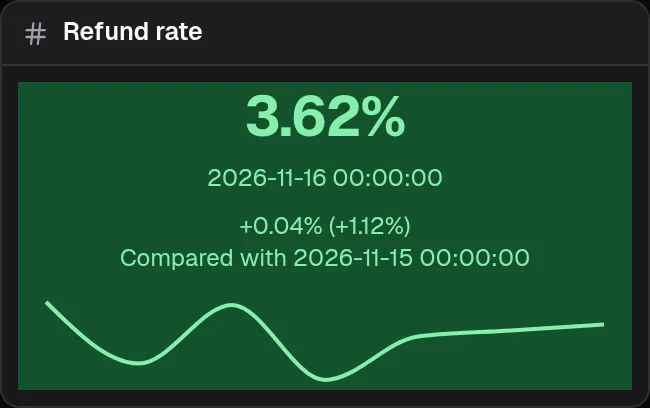 Refund rate
3.62%
2026-11-16 00:00:00
+0.04% (+1.12%)
Compared with 2026-11-15 00:00:00